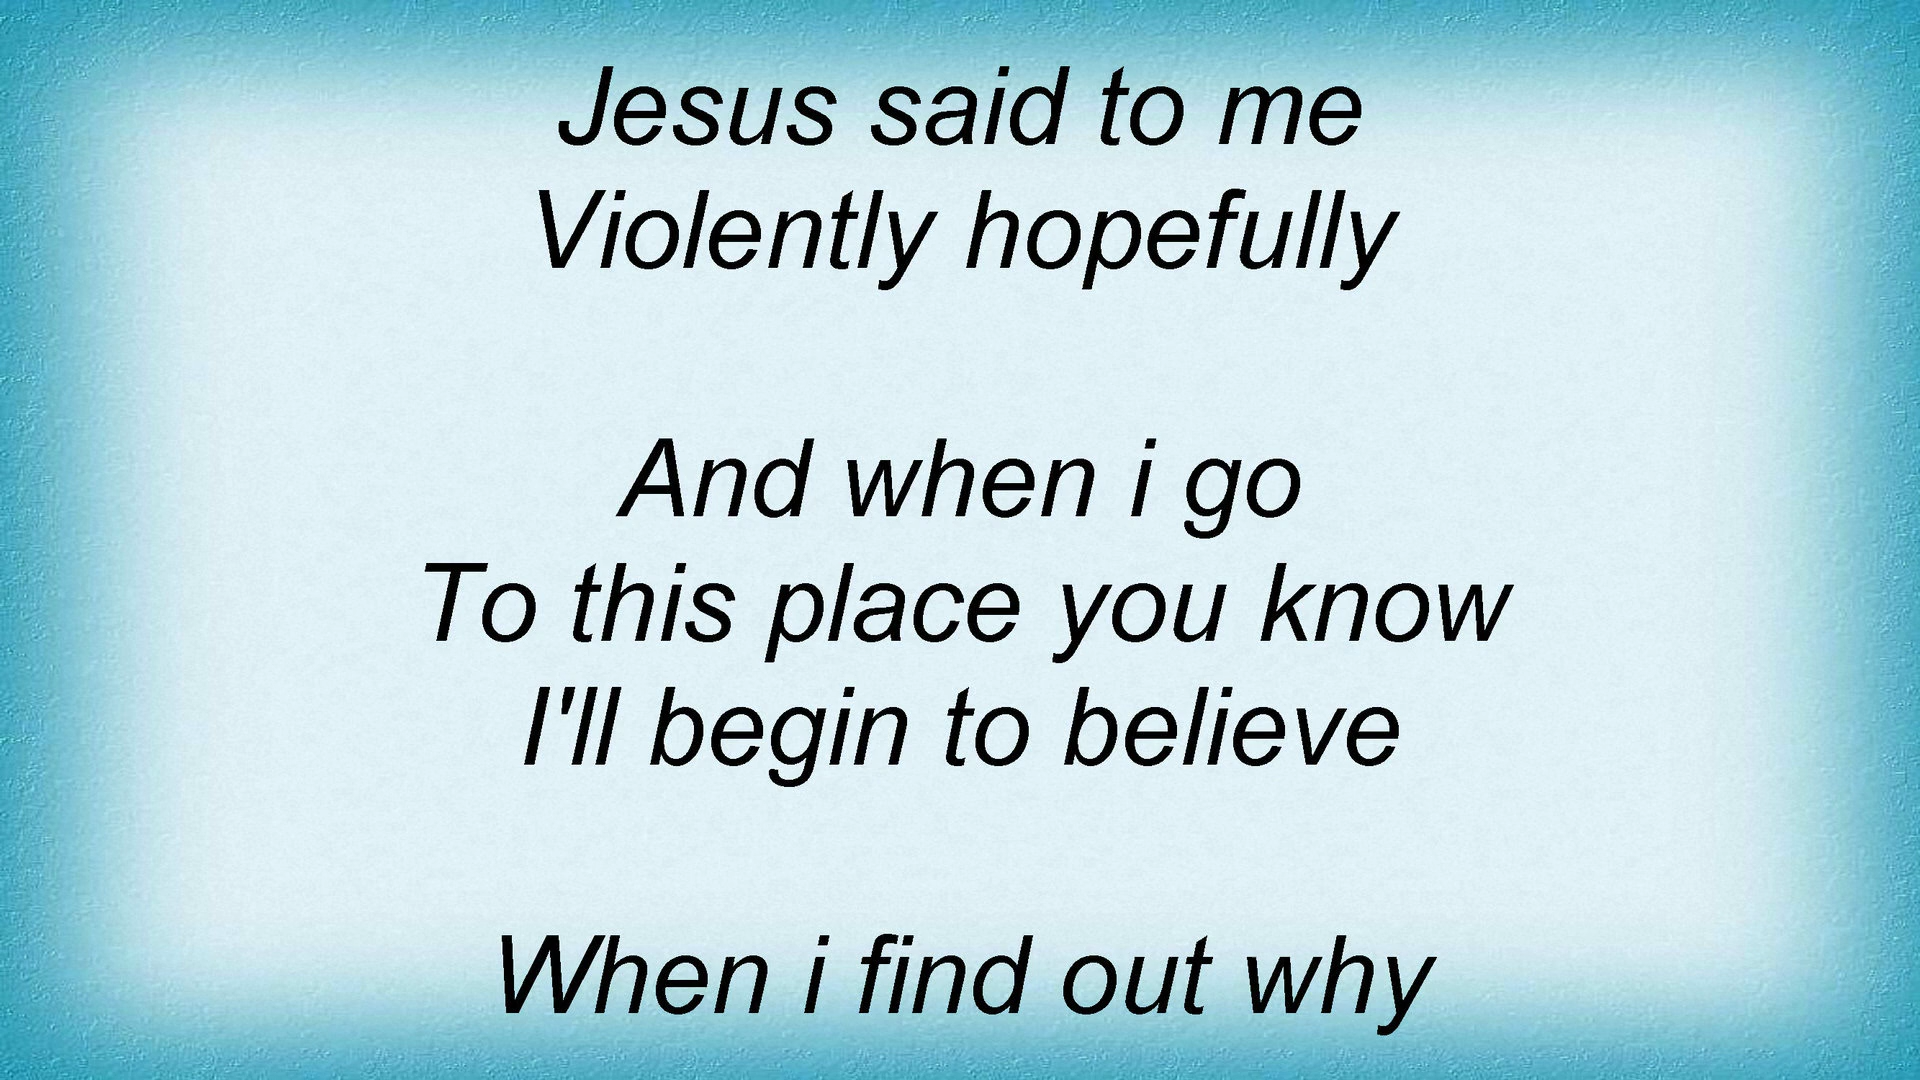 Jesus said to me
Violently hopefully
And when i go
To this place you know
I'll begin to believe
When i find out why